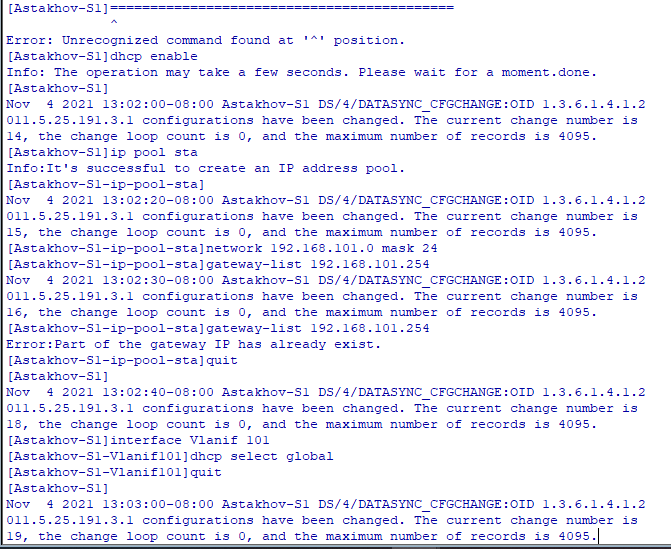 [Astakhov-S1]===========================================
^
Error: Unrecognized command found at '^' position.
[Astakhov-S1]dhcp enable
Info: The operation may take a few seconds. Please wait for a moment.done.
[Astakhov-S1]
Nov  4 2021 13:02:00-08:00 Astakhov-S1 DS/4/DATASYNC_CFGCHANGE:OID 1.3.6.1.4.1.2
011.5.25.191.3.1 configurations have been changed. The current change number is
14, the change loop count is 0, and the maximum number of records is 4095.
[Astakhov-S1]ip pool sta
Info:It's successful to create an IP address pool.
[Astakhov-S1-ip-pool-sta]
Nov  4 2021 13:02:20-08:00 Astakhov-S1 DS/4/DATASYNC_CFGCHANGE:OID 1.3.6.1.4.1.2
011.5.25.191.3.1 configurations have been changed. The current change number is
15, the change loop count is 0, and the maximum number of records is 4095.
[Astakhov-S1-ip-pool-sta]network 192.168.101.0 mask 24
[Astakhov-S1-ip-pool-sta]gateway-list 192.168.101.254
Nov  4 2021 13:02:30-08:00 Astakhov-S1 DS/4/DATASYNC_CFGCHANGE:OID 1.3.6.1.4.1.2
011.5.25.191.3.1 configurations have been changed. The current change number is
16, the change loop count is 0, and the maximum number of records is 4095.
[Astakhov-S1-ip-pool-sta]gateway-list 192.168.101.254
Error:Part of the gateway IP has already exist.
[Astakhov-S1-ip-pool-sta]quit
[Astakhov-S1]
Nov  4 2021 13:02:40-08:00 Astakhov-S1 DS/4/DATASYNC_CFGCHANGE:OID 1.3.6.1.4.1.2
011.5.25.191.3.1 configurations have been changed. The current change number is
18, the change loop count is 0, and the maximum number of records is 4095.
[Astakhov-S1]interface Vlanif 101
[Astakhov-S1-Vlanif101]dhcp select global
[Astakhov-S1-Vlanif101]quit
[Astakhov-S1]
Nov  4 2021 13:03:00-08:00 Astakhov-S1 DS/4/DATASYNC_CFGCHANGE:OID 1.3.6.1.4.1.2
011.5.25.191.3.1 configurations have been changed. The current change number is
19, the change loop count is 0, and the maximum number of records is 4095.